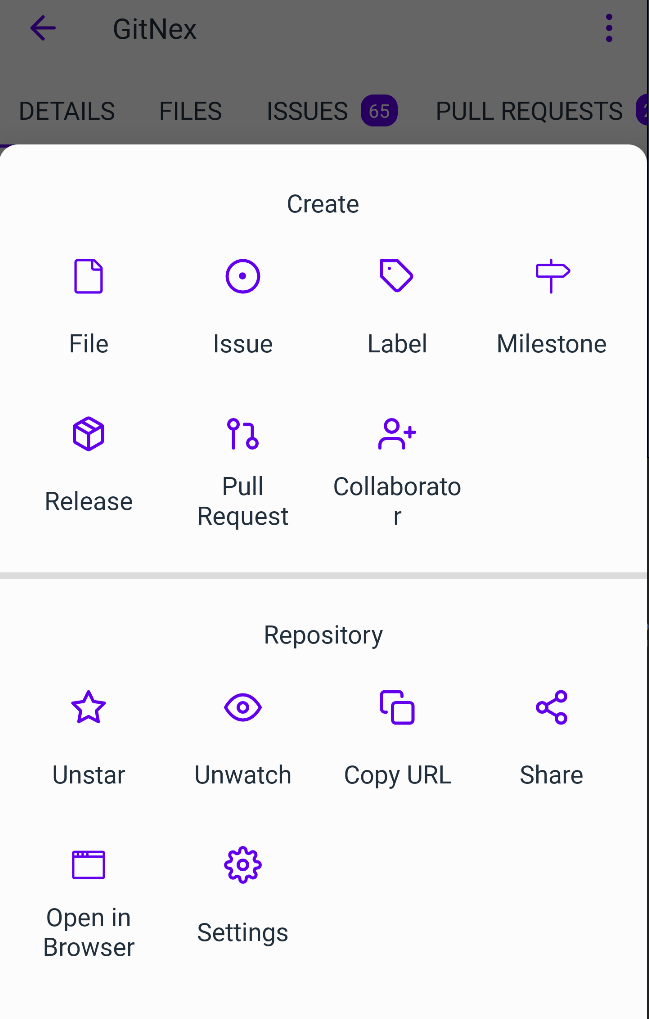 GitNex
DETAILS FILES ISSUES 65 PULL REQUESTS
Create
File Issue Label Milestone
Release Pull Request Collaborato
r
Repository
Unstar Unwatch Copy URL Share
Open in Browser Settings